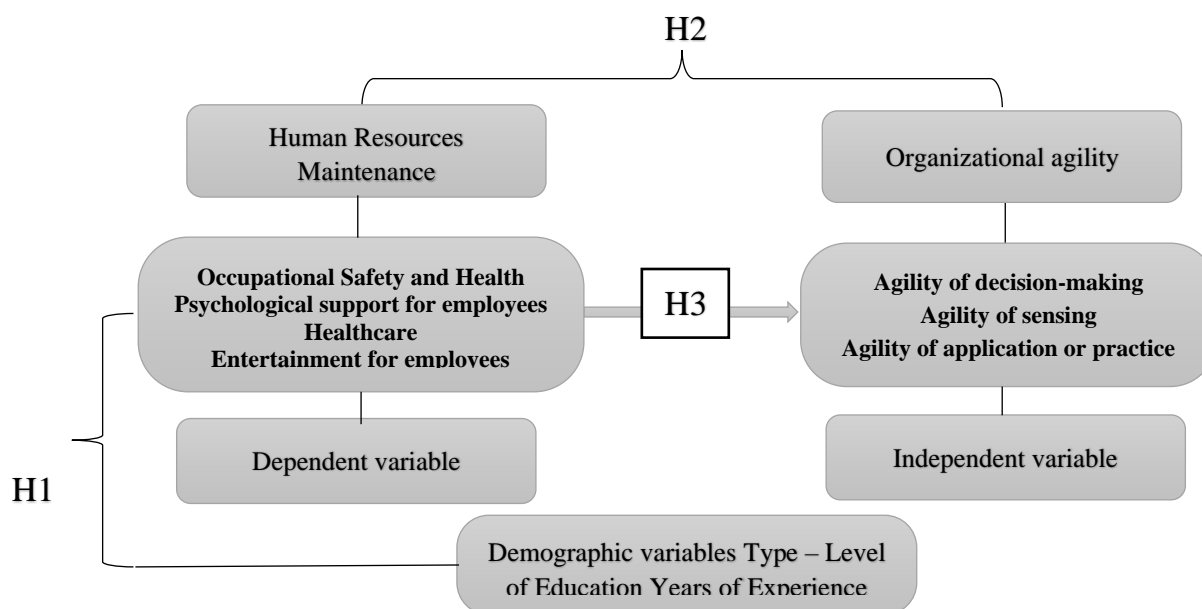 H2
Human Resources
Maintenance
Organizational agility
Occupational Safety and Health
Psychological support for employees
Healthcare
Entertainment for employees
H3
Agility of decision-making
Agility of sensing
Agility of application or practice
Dependent variable
Independent variable
H1
Demographic variables Type – Level
of Education Years of Experience